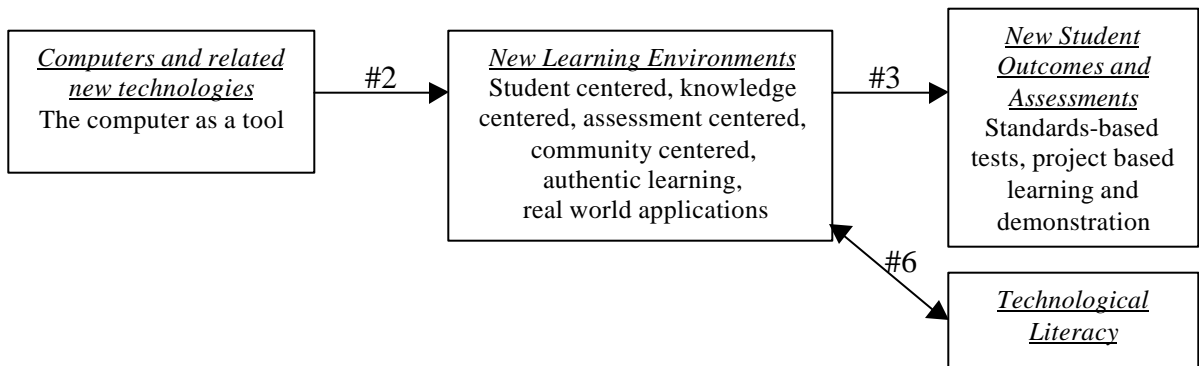 Computers and related
new technologies
The computer as a tool
#2
New Learning Environments
Student centered, knowledge
centered, assessment centered,
community centered,
authentic learning,
real world applications
#3
New Student
Outcomes and
Assessments
Standards-based
tests, project based
learning and
demonstration
#6
Technological
Literacy